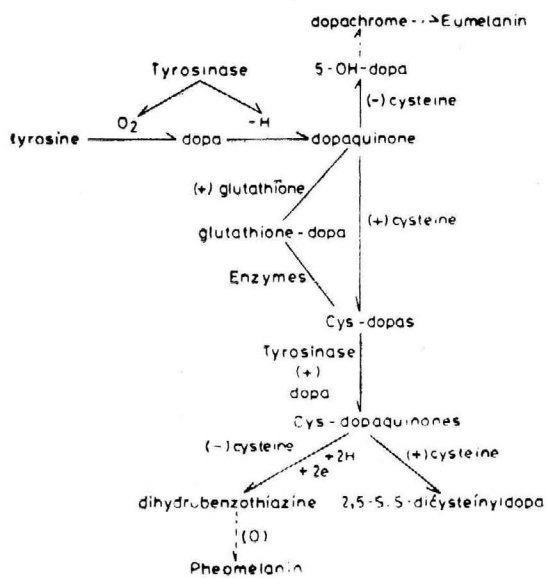 dopachrome --→ Eumelanin
5-OH-dopa
Tyrosinase
(-) cysteine
O2 -H
tyrosine dopa dopaquinone
(+) glutathione
(+) cysteine
glutathione-dopa
Enzymes
Cys-dopas
Tyrosinase
(+)
dopa
Cys-dopaquinones
(-) cysteine +2H (+) cysteine
+2e
dihydrobenzothiazine 2,5-S.S-dicysteinyldopa
(O)
Pheomelanin